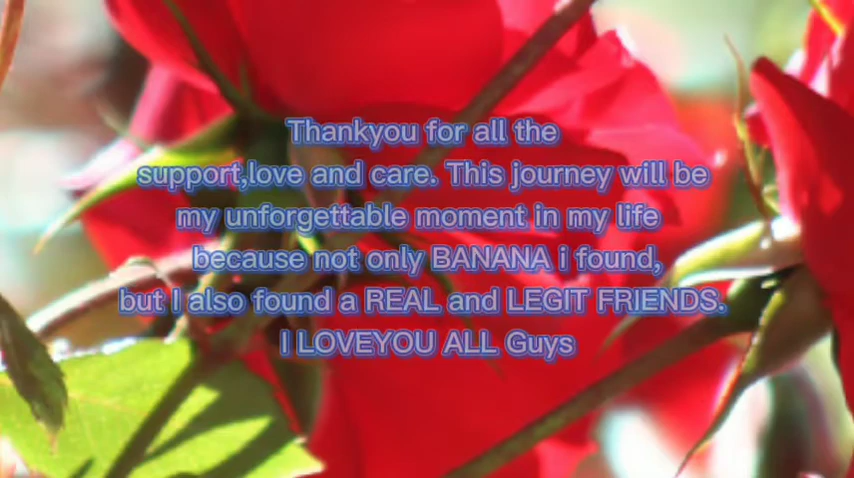 Thankyou for all the
support,love and care. This journey will be
my unforgettable moment in my life
because not only BANANA i found,
but I also found a REAL and LEGIT FRIENDS.
I LOVEYOU ALL Guys